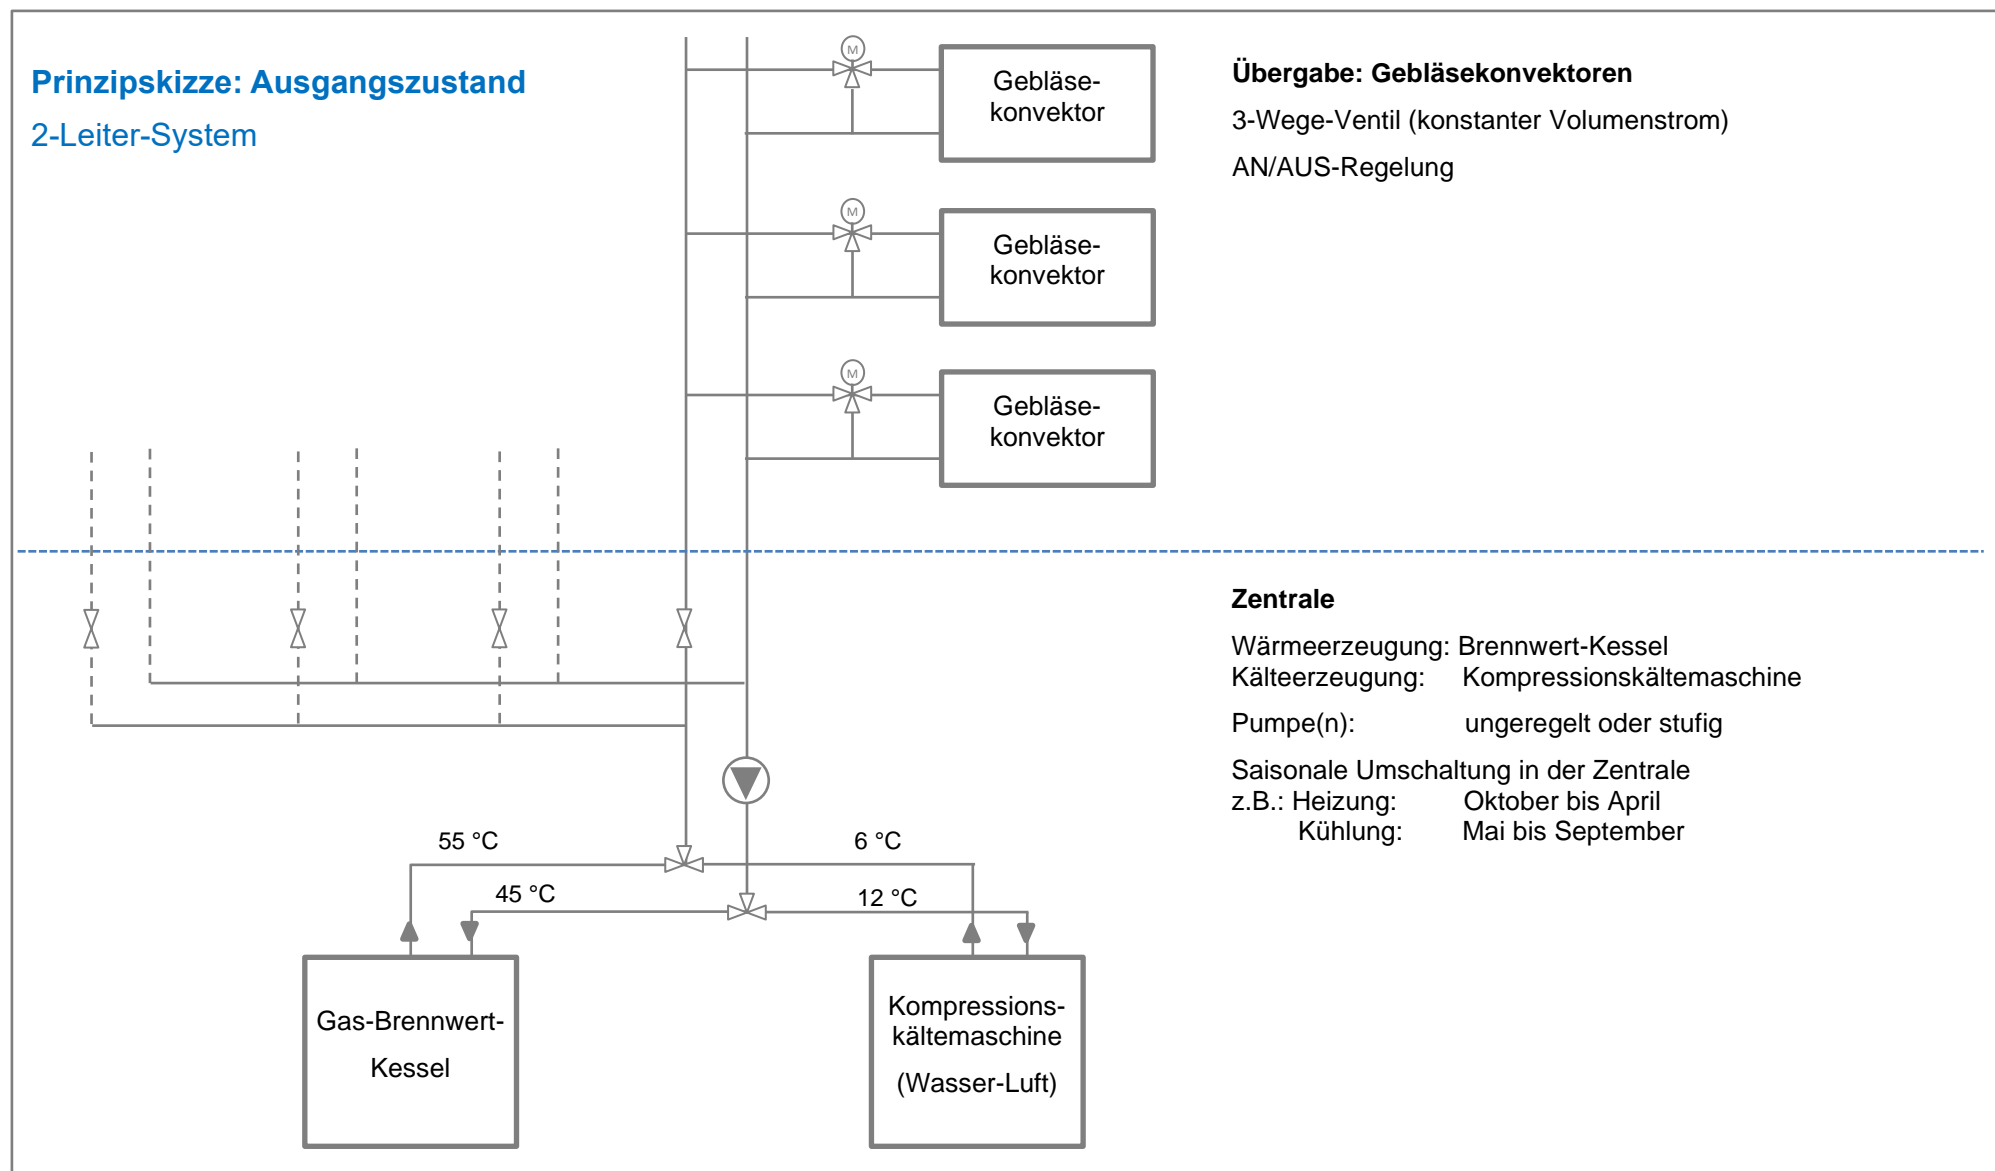 Prinzipskizze: Ausgangszustand
2-Leiter-System
M
Gebläse-
konvektor
M
Gebläse-
konvektor
M
Gebläse-
konvektor
Übergabe: Gebläsekonvektoren
3-Wege-Ventil (konstanter Volumenstrom)
AN/AUS-Regelung
Zentrale
Wärmeerzeugung: Brennwert-Kessel
Kälteerzeugung: Kompressionskältemaschine
Pumpe(n): ungeregelt oder stufig
Saisonale Umschaltung in der Zentrale
z.B.: Heizung: Oktober bis April
Kühlung: Mai bis September
55 °C
6 °C
45 °C
12 °C
Gas-Brennwert-
Kessel
Kompressions-
kältemaschine
(Wasser-Luft)